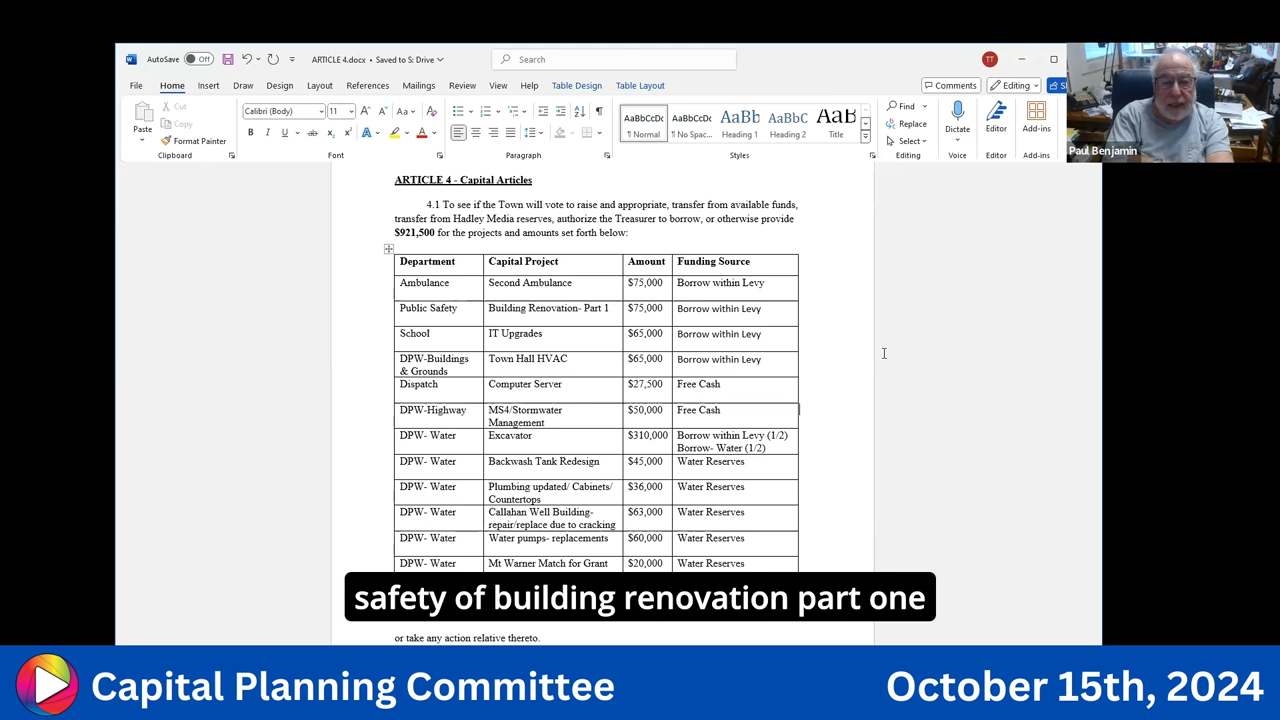 AutoSave Off ARTICLE 4.docx • Saved to S: Drive Search TT
File Home Insert Draw Design Layout References Mailings Review View Help Table Design Table Layout Comments Editing
Paste Cut Copy Format Painter
Calibri (Body) 11
AaBbCcDc AaBbCcDc AaBbC AaBbC AaB
¶ Normal ¶ No Spac... Heading 1 Heading 2 Title
Find Replace Select Dictate Editor Add-ins
Clipboard Font Paragraph Styles Editing Voice Editor Add-ins
Paul Benjamin
ARTICLE 4 - Capital Articles
4.1 To see if the Town will vote to raise and appropriate, transfer from available funds,
transfer from Hadley Media reserves, authorize the Treasurer to borrow, or otherwise provide
$921,500 for the projects and amounts set forth below:
Department Capital Project Amount Funding Source
Ambulance Second Ambulance $75,000 Borrow within Levy
Public Safety Building Renovation- Part 1 $75,000 Borrow within Levy
School IT Upgrades $65,000 Borrow within Levy
DPW-Buildings & Grounds Town Hall HVAC $65,000 Borrow within Levy
Dispatch Computer Server $27,500 Free Cash
DPW-Highway MS4/Stormwater Management $50,000 Free Cash
DPW- Water Excavator $310,000 Borrow within Levy (1/2) Borrow- Water (1/2)
DPW- Water Backwash Tank Redesign $45,000 Water Reserves
DPW- Water Plumbing updated/ Cabinets/ Countertops $36,000 Water Reserves
DPW- Water Callahan Well Building- repair/replace due to cracking $63,000 Water Reserves
DPW- Water Water pumps- replacements $60,000 Water Reserves
DPW- Water Mt Warner Match for Grant $20,000 Water Reserves
safety of building renovation part one
or take any action relative thereto.
Capital Planning Committee October 15th, 2024